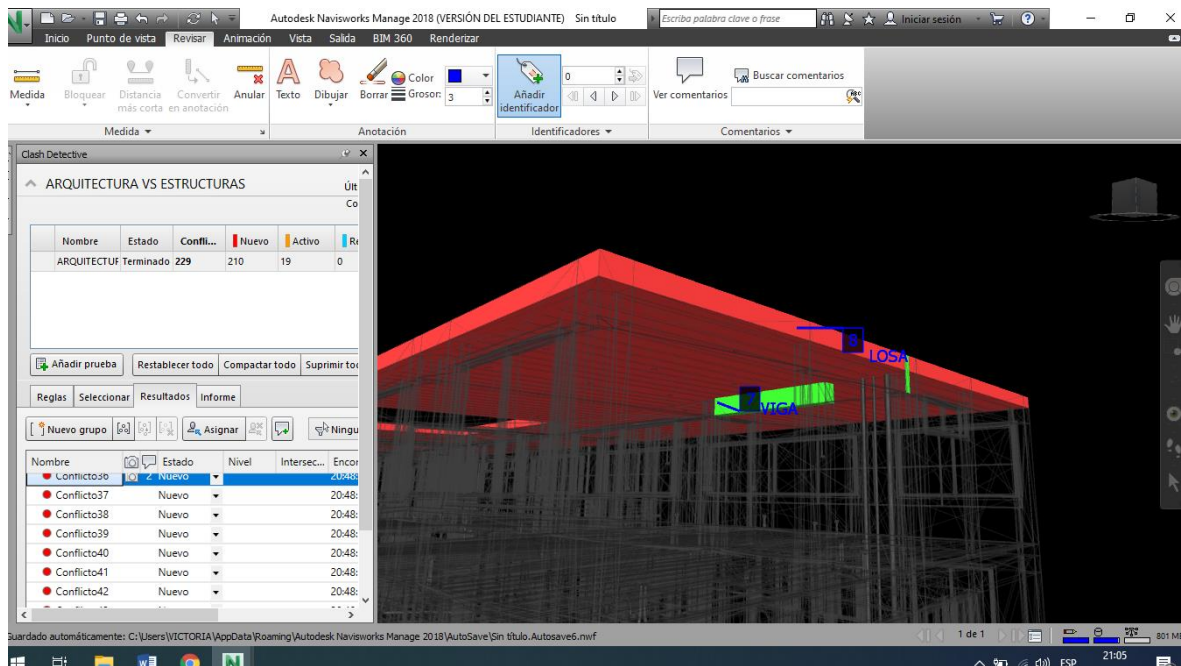 Autodesk Navisworks Manage 2018 (VERSIÓN DEL ESTUDIANTE) Sin título
Escriba palabra clave o frase
Iniciar sesión
Inicio Punto de vista Revisar Animación Vista Salida BIM 360 Renderizar
Medida
Bloquear
Distancia más corta
Convertir en anotación
Anular
Texto
Dibujar
Borrar
Color
Grosor: 3
Añadir identificador
0
Ver comentarios
Buscar comentarios
Medida
Anotación
Identificadores
Comentarios
Clash Detective
ARQUITECTURA VS ESTRUCTURAS
Últ
Co
Nombre Estado Confli... Nuevo Activo Re
ARQUITECTUF Terminado 229 210 19 0
Añadir prueba Restablecer todo Compactar todo Suprimir to
Reglas Seleccionar Resultados Informe
Nuevo grupo Asignar Ningu
Nombre Estado Nivel Intersec... Encor
Conflicto36 2 Nuevo 20:48:
Conflicto37 Nuevo 20:48:
Conflicto38 Nuevo 20:48:
Conflicto39 Nuevo 20:48:
Conflicto40 Nuevo 20:48:
Conflicto41 Nuevo 20:48:
Conflicto42 Nuevo 20:48:
8
LOSA
7
VIGA
Guardado automáticamente: C:\Users\VICTORIA\AppData\Roaming\Autodesk Navisworks Manage 2018\AutoSave\Sin título.Autosave6.nwf
1 de 1
801 MB
ESP
21:05